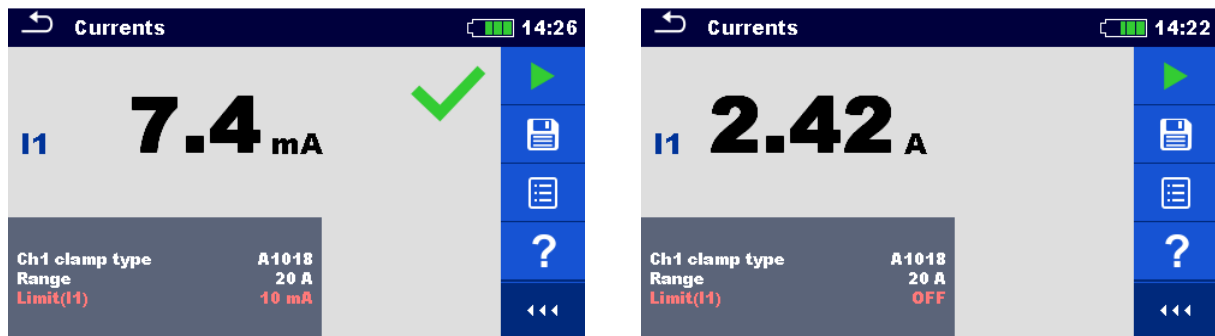 Currents 14:26
I1 7.4 mA
Ch1 clamp type A1018
Range 20 A
Limit(I1) 10 mA
?
Currents 14:22
I1 2.42 A
Ch1 clamp type A1018
Range 20 A
Limit(I1) OFF
?